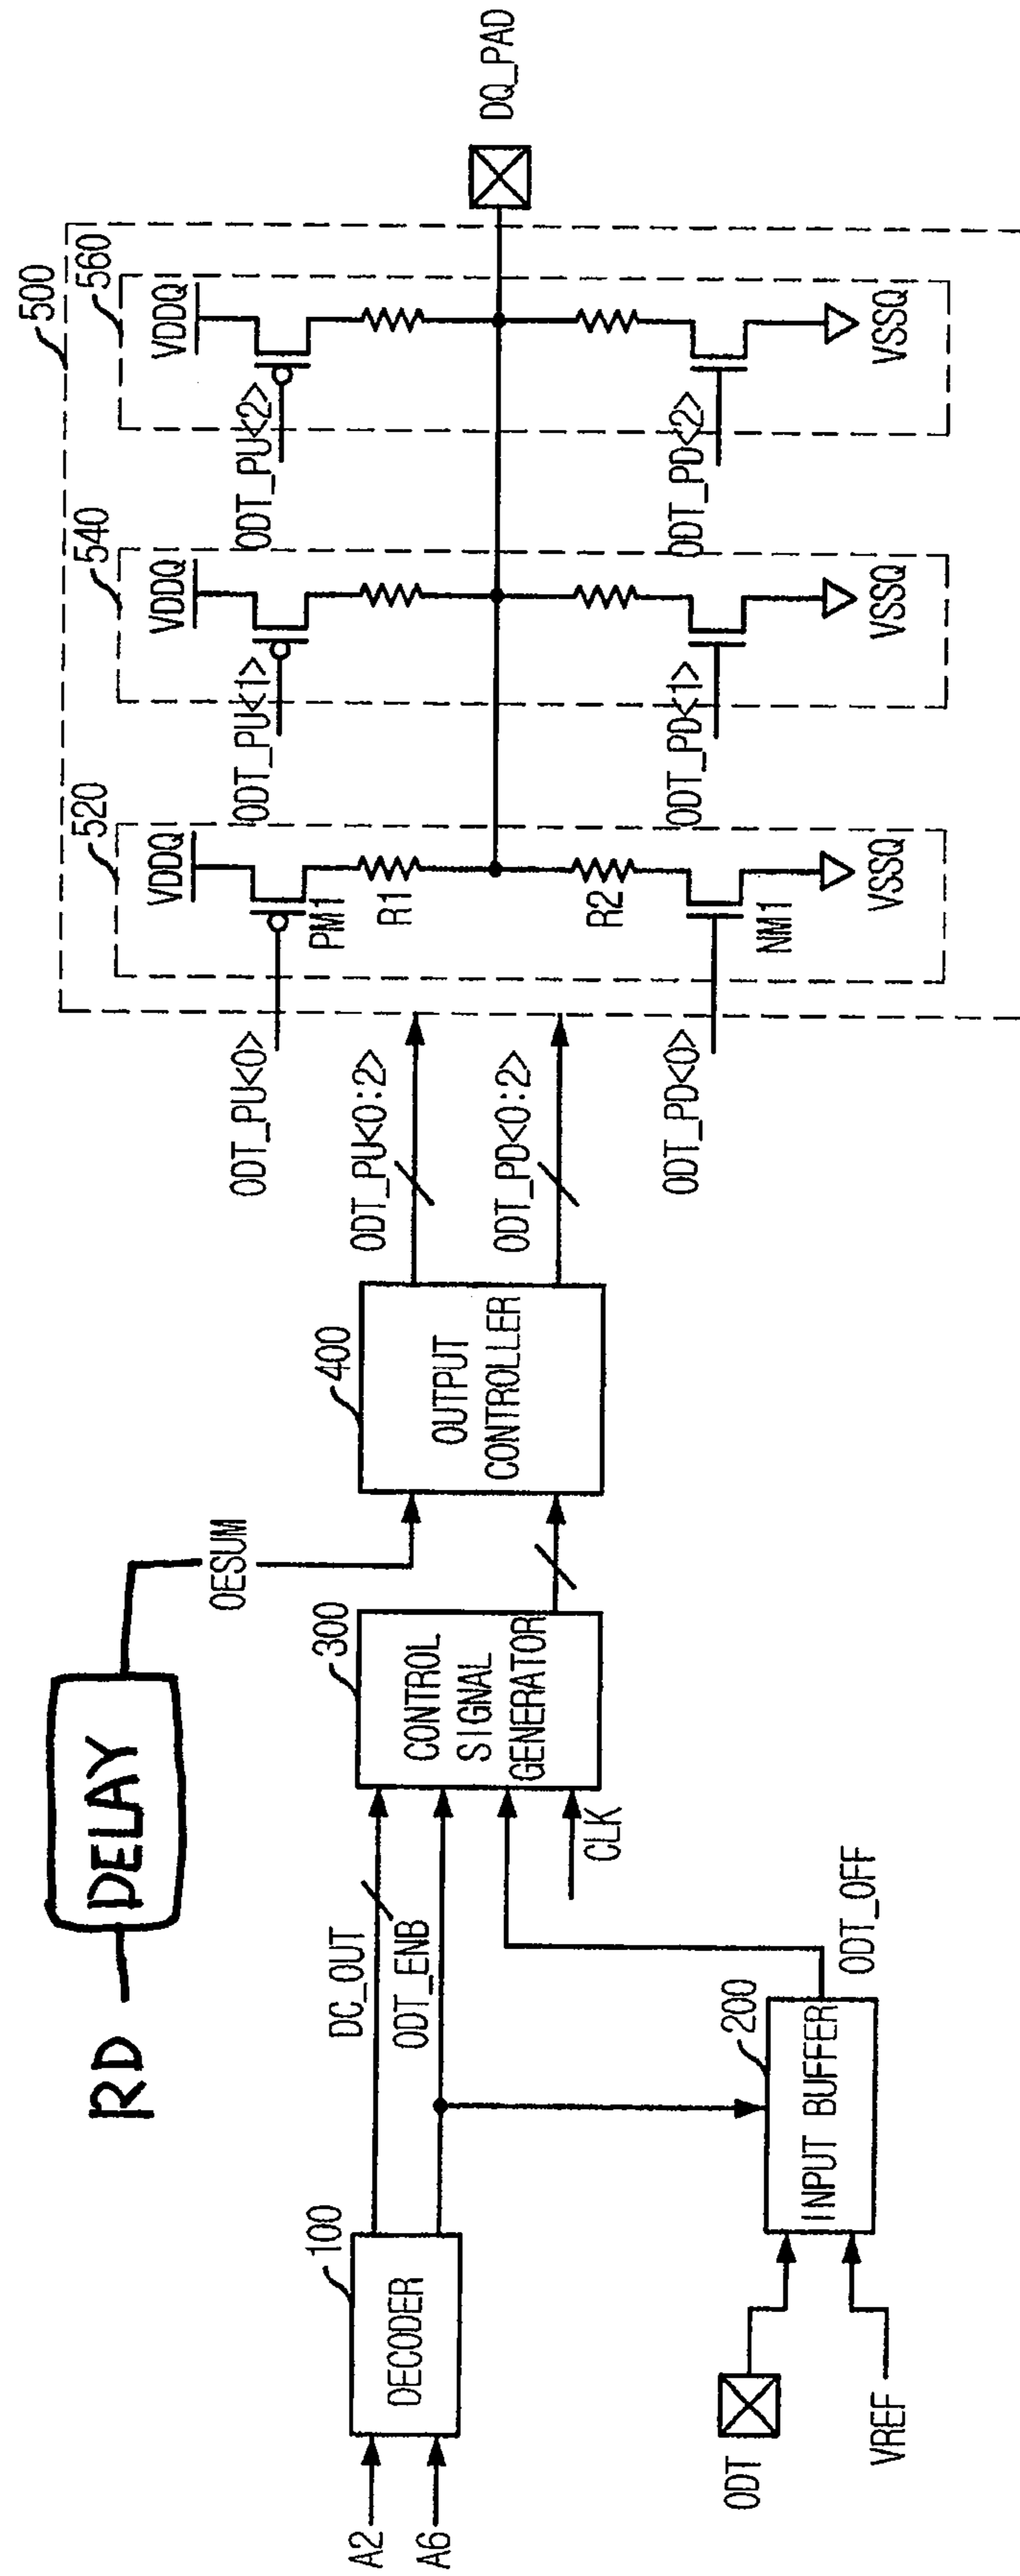 A2
A6
100
DECODER
ODT
VREF
200
INPUT BUFFER
ODT_OFF
DC_OUT
ODT_ENB
CLK
300
CONTROL
SIGNAL
GENERATOR
RD
DELAY
OESUM
400
OUTPUT
CONTROLLER
ODT_PU<0:2>
ODT_PD<0:2>
500
520
VDDQ
ODT_PU<0>
PM1
R1
R2
ODT_PD<0>
NM1
VSSQ
540
VDDQ
ODT_PU<1>
ODT_PD<1>
VSSQ
560
VDDQ
ODT_PU<2>
ODT_PD<2>
VSSQ
DQ_PAD